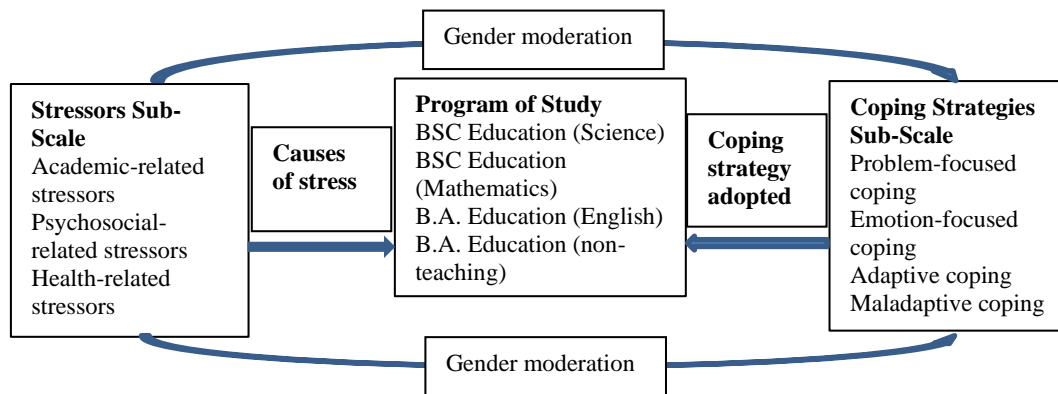 Gender moderation
Stressors Sub-
Scale
Academic-related
stressors
Psychosocial-
related stressors
Health-related
stressors
Causes
of stress
Program of Study
BSC Education (Science)
BSC Education
(Mathematics)
B.A. Education (English)
B.A. Education (non-
teaching)
Coping
strategy
adopted
Coping Strategies
Sub-Scale
Problem-focused
coping
Emotion-focused
coping
Adaptive coping
Maladaptive coping
Gender moderation